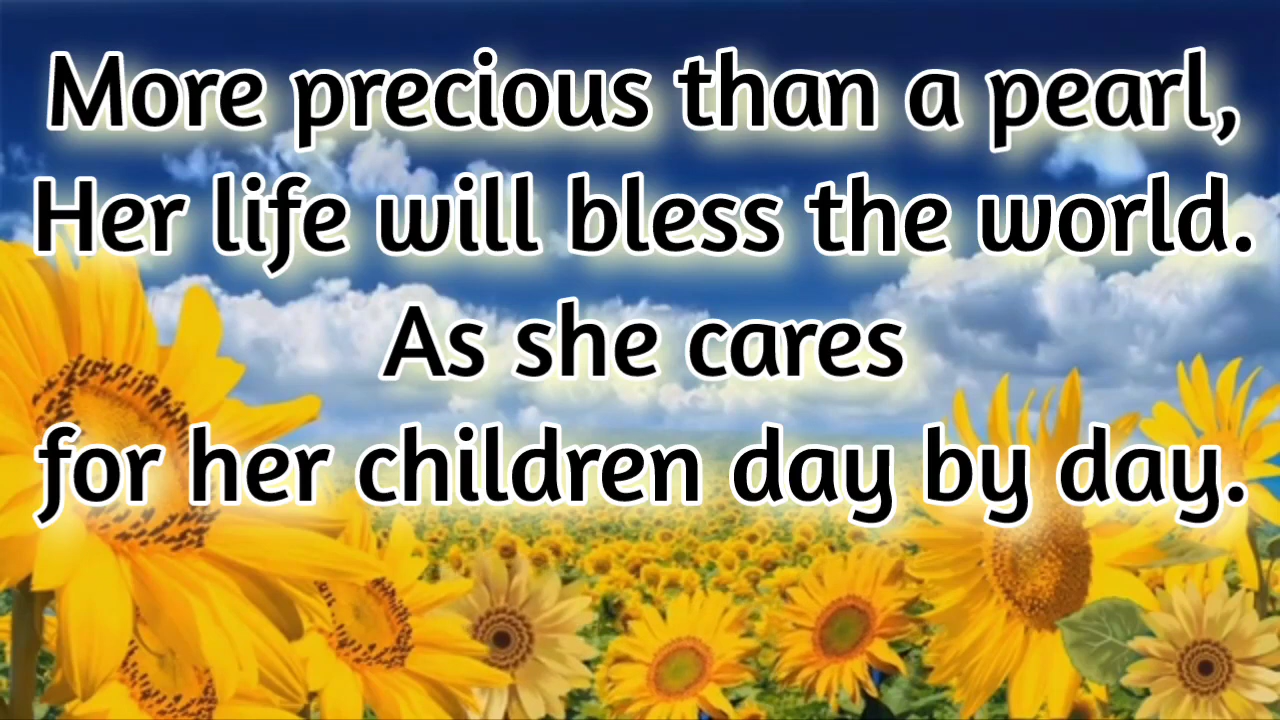 More precious than a pearl,
Her life will bless the world.
As she cares
for her children day by day.